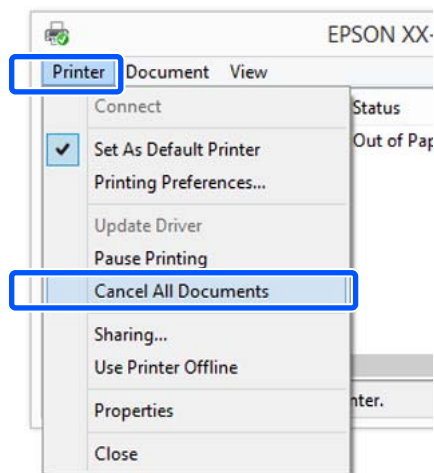 EPSON XX-
Printer Document View
Connect
Status
Set As Default Printer
Out of Pap
Printing Preferences...
Update Driver
Pause Printing
Cancel All Documents
Sharing...
Use Printer Offline
Properties
nter.
Close